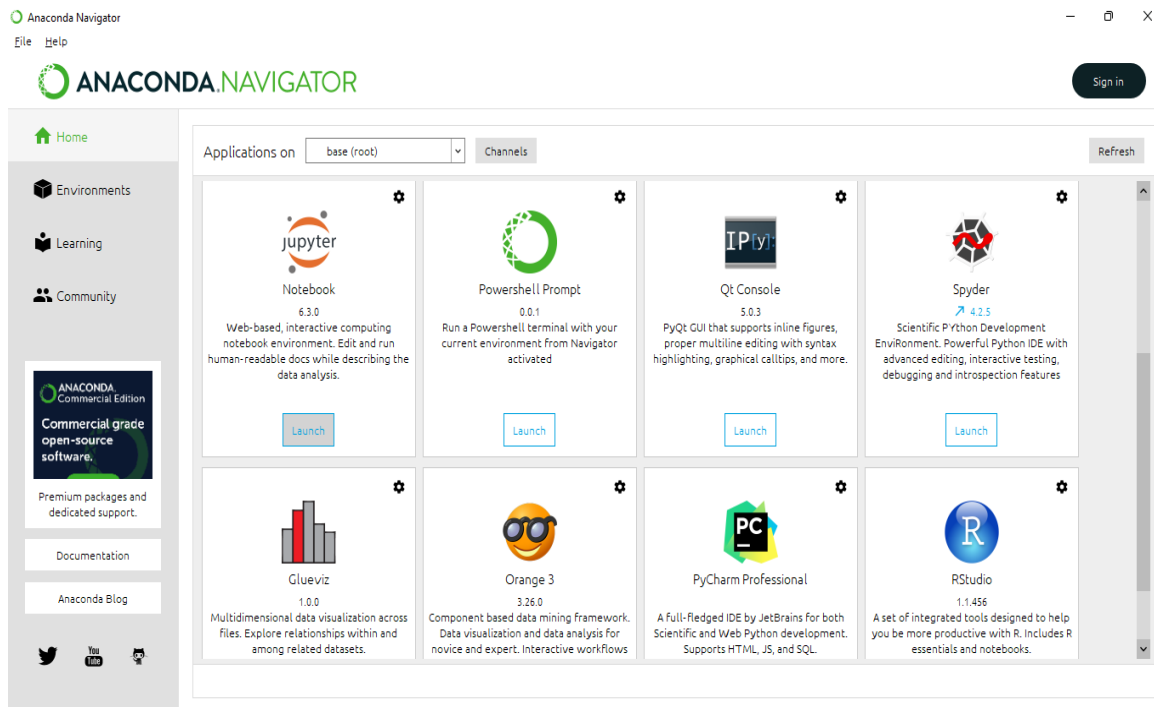 Anaconda Navigator
File Help
ANACONDA.NAVIGATOR
Sign in
Home
Environments
Learning
Community
ANACONDA.
Commercial Edition
Commercial grade
open-source
software.
Premium packages and
dedicated support.
Documentation
Anaconda Blog
You
Tube
Applications on base (root) Channels Refresh
jupyter
Notebook
6.3.0
Web-based, interactive computing
notebook environment. Edit and run
human-readable docs while describing the
data analysis.
Launch
Powershell Prompt
0.0.1
Run a Powershell terminal with your
current environment from Navigator
activated
Launch
IP[y]:
Qt Console
5.0.3
PyQt GUI that supports inline figures,
proper multiline editing with syntax
highlighting, graphical calltips, and more.
Launch
Spyder
4.2.5
Scientific PYthon Development
EnviRonment. Powerful Python IDE with
advanced editing, interactive testing,
debugging and introspection features
Launch
Glueviz
1.0.0
Multidimensional data visualization across
files. Explore relationships within and
among related datasets.
Orange 3
3.26.0
Component based data mining framework.
Data visualization and data analysis for
novice and expert. Interactive workflows
PC
PyCharm Professional
A full-fledged IDE by JetBrains for both
Scientific and Web Python development.
Supports HTML, JS, and SQL.
R
RStudio
1.1.456
A set of integrated tools designed to help
you be more productive with R. Includes R
essentials and notebooks.